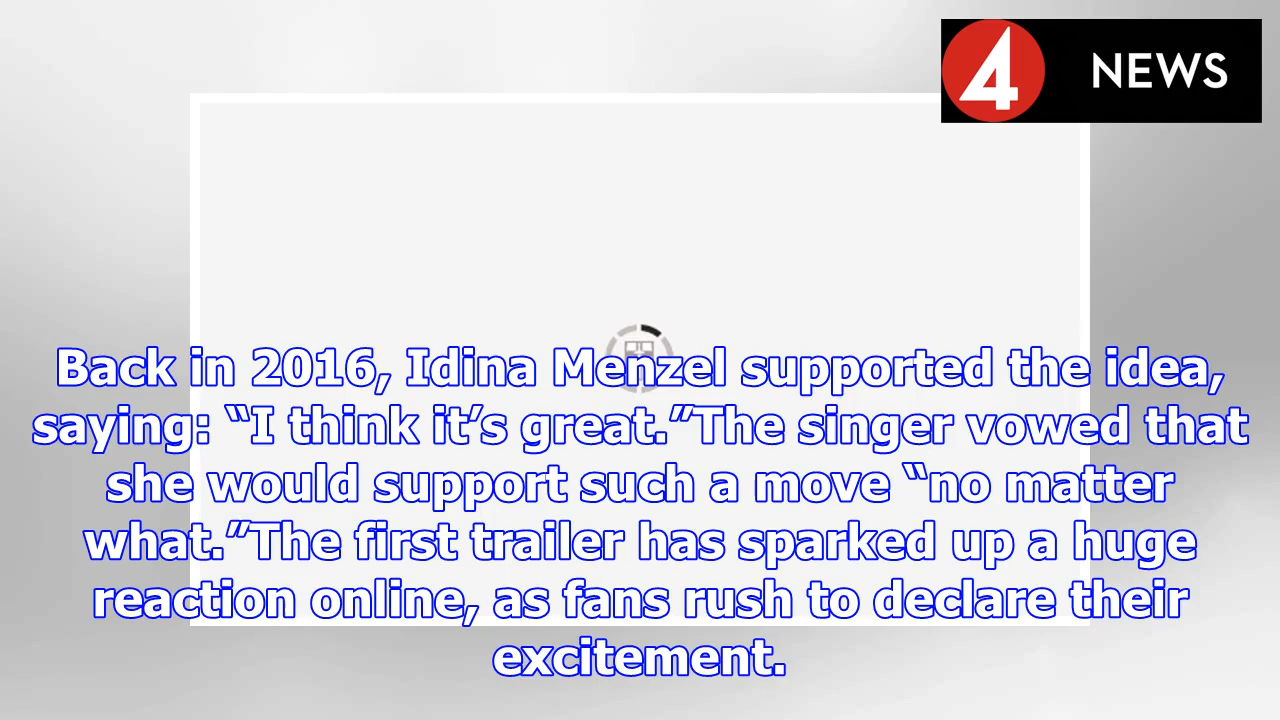 4 NEWS
Back in 2016, Idina Menzel supported the idea,
saying: “I think it’s great.”The singer vowed that
she would support such a move “no matter
what.”The first trailer has sparked up a huge
reaction online, as fans rush to declare their
excitement.